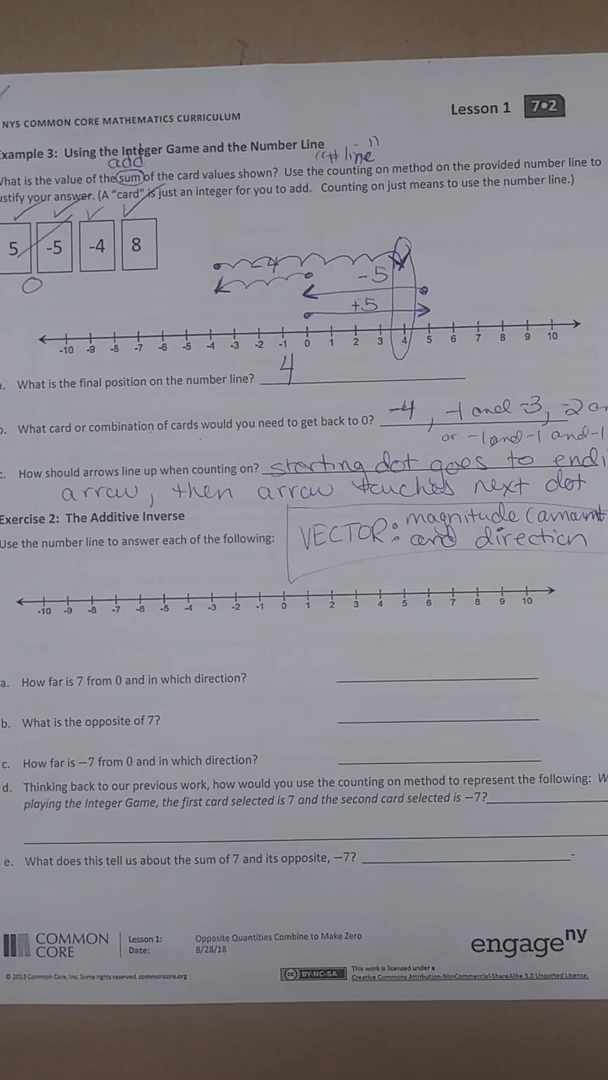 NYS COMMON CORE MATHEMATICS CURRICULUM
Lesson 1 7•2
Example 3: Using the Integer Game and the Number Line
add
"# line"
What is the value of the sum of the card values shown? Use the counting on method on the provided number line to
justify your answer. (A "card" is just an integer for you to add. Counting on just means to use the number line.)
5 -5 -4 8
0
-4
-5
+5
-10 -9 -8 -7 -6 -5 -4 -3 -2 -1 0 1 2 3 4 5 6 7 8 9 10
a. What is the final position on the number line? 4
b. What card or combination of cards would you need to get back to 0? -4, -1 and -3, -2
or -1 and -1 and -1
c. How should arrows line up when counting on? starting dot goes to
arrow, then arrow touches next dot
Exercise 2: The Additive Inverse
Use the number line to answer each of the following:
VECTOR: magnitude (amount
and direction
-10 -9 -8 -7 -6 -5 -4 -3 -2 -1 0 1 2 3 4 5 6 7 8 9 10
a. How far is 7 from 0 and in which direction?
b. What is the opposite of 7?
c. How far is −7 from 0 and in which direction?
d. Thinking back to our previous work, how would you use the counting on method to represent the following: W
playing the Integer Game, the first card selected is 7 and the second card selected is −7?
e. What does this tell us about the sum of 7 and its opposite, −7?
COMMON CORE
Lesson 1: Opposite Quantities Combine to Make Zero
Date: 8/28/18
engageny
© 2013 Common Core, Inc. Some rights reserved. commoncore.org
cc BY-NC-SA
This work is licensed under a
Creative Commons Attribution-NonCommercial-ShareAlike 3.0 Unported License.